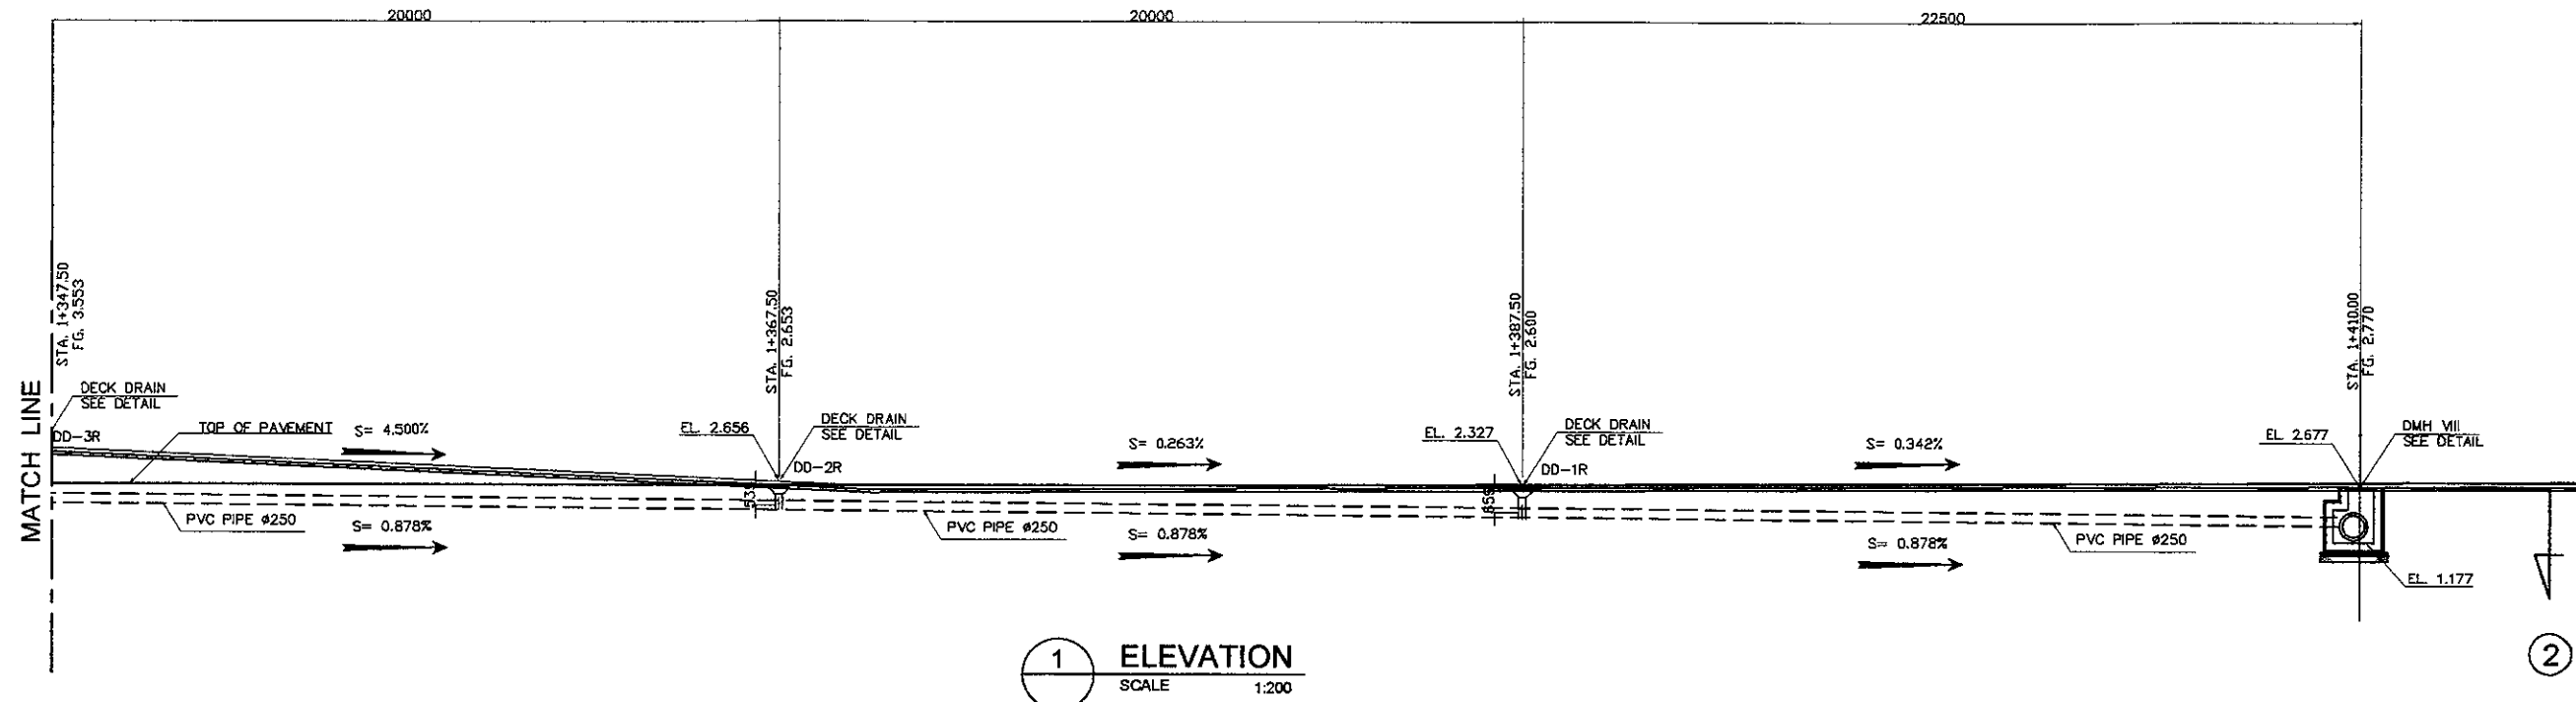 20000
20000
22500
STA. 1+347.50
FG. 3.553
STA. 1+367.50
FG. 2.653
STA. 1+387.50
FG. 2.600
STA. 1+410.00
FG. 2.770
MATCH LINE
DECK DRAIN
SEE DETAIL
DD-3R
TOP OF PAVEMENT
S= 4.500%
EL. 2.656
DECK DRAIN
SEE DETAIL
DD-2R
S= 0.263%
EL. 2.327
DECK DRAIN
SEE DETAIL
DD-1R
S= 0.342%
EL 2.677
DMH VIII
SEE DETAIL
659
PVC PIPE ø250
S= 0.878%
PVC PIPE ø250
S= 0.878%
S= 0.878%
PVC PIPE ø250
EL. 1.177
1
ELEVATION
SCALE 1:200
2